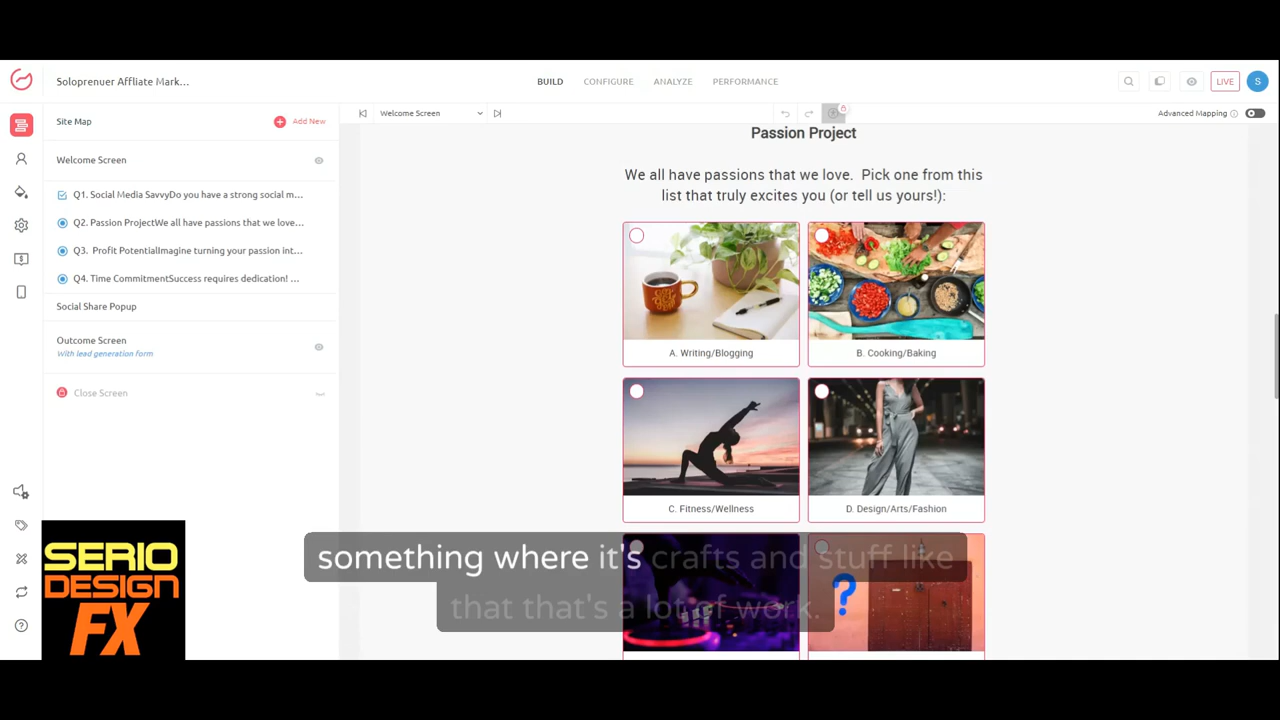 Soloprenuer Affliate Mark...
BUILD
CONFIGURE
ANALYZE
PERFORMANCE
LIVE
S
Site Map
Add New
Welcome Screen
Advanced Mapping
Welcome Screen
Q1. Social Media SavvyDo you have a strong social m...
Q2. Passion ProjectWe all have passions that we love...
Q3. Profit PotentialImagine turning your passion int...
Q4. Time CommitmentSuccess requires dedication! ...
Social Share Popup
Outcome Screen
With lead generation form
Close Screen
Passion Project
We all have passions that we love. Pick one from this
list that truly excites you (or tell us yours!):
A. Writing/Blogging
B. Cooking/Baking
C. Fitness/Wellness
D. Design/Arts/Fashion
?
something where it's crafts and stuff like
that that's a lot of work.
SERIO
DESIGN
FX